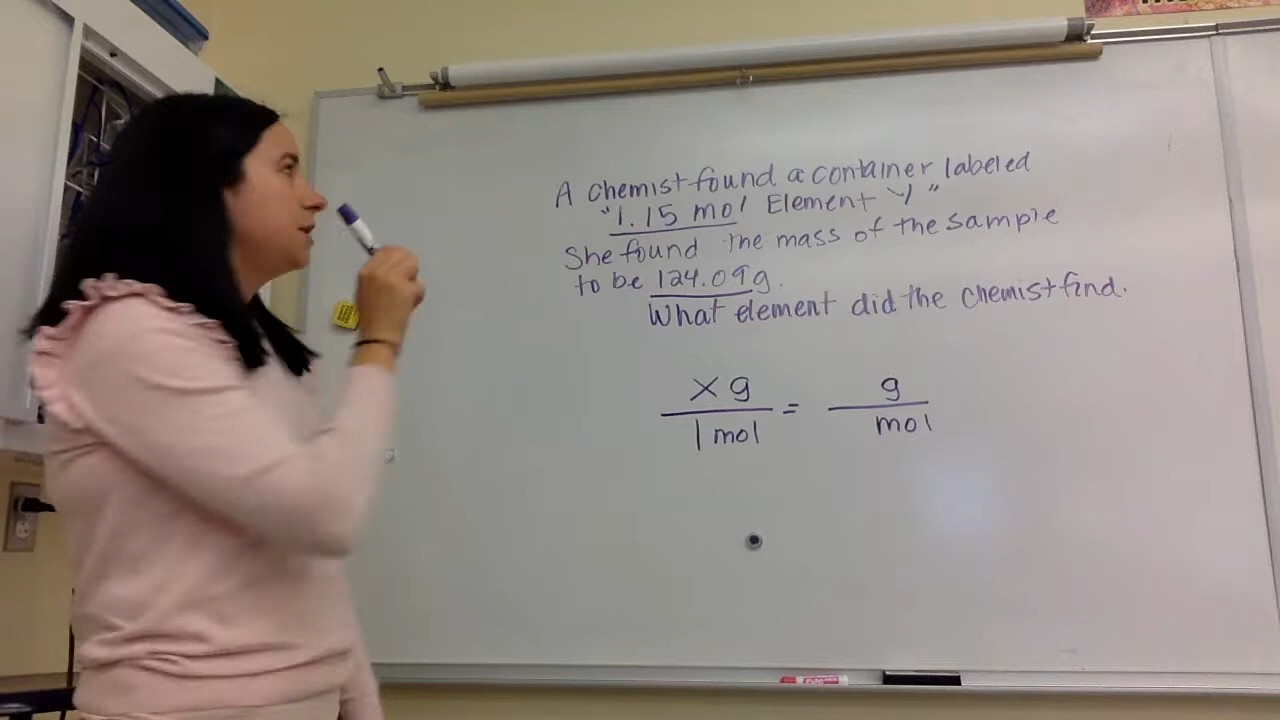 A chemist found a container labeled
"1.15 mol Element Y"
She found the mass of the sample
to be 124.09g.
What element did the chemist find.
x g = g
1 mol mol